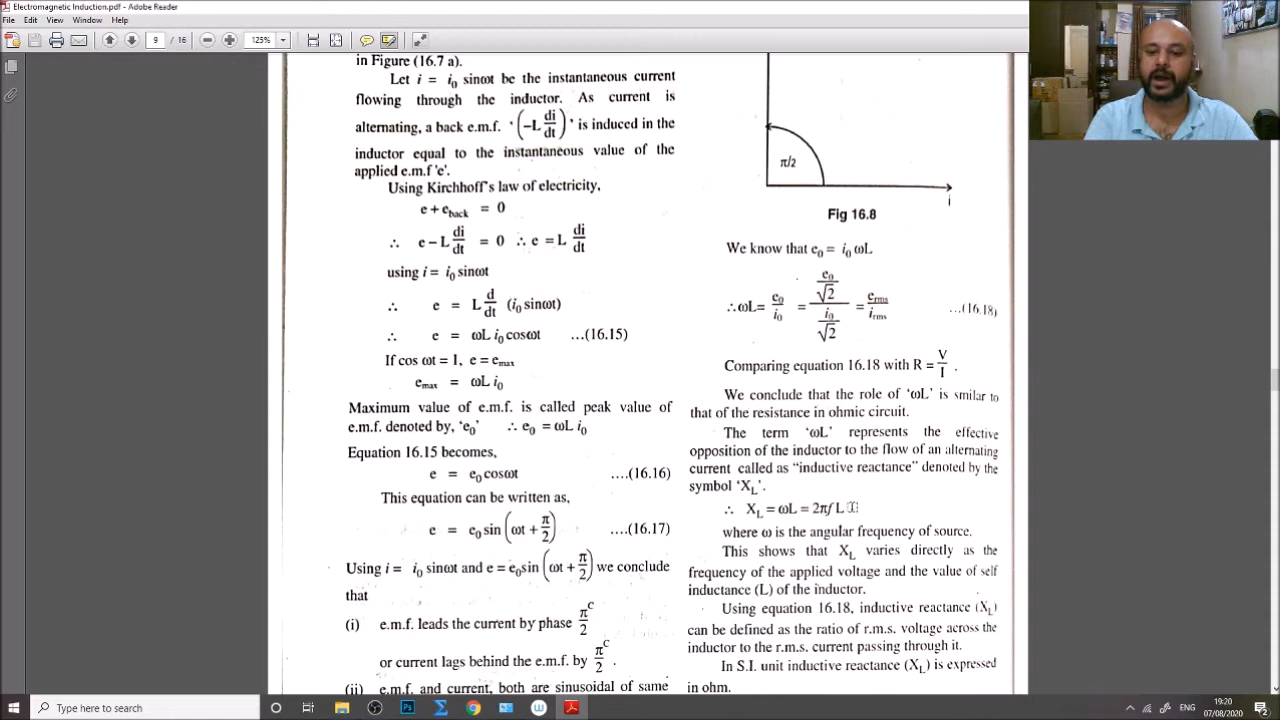 Electromagnetic Induction.pdf - Adobe Reader
File Edit View Window Help
9 / 16 125%
in Figure (16.7 a).
Let i = i₀ sinωt be the instantaneous current
flowing through the inductor. As current is
alternating, a back e.m.f. '(-L di/dt)' is induced in the
inductor equal to the instantaneous value of the
applied e.m.f 'e'.
Using Kirchhoff's law of electricity,
e + e_back = 0
∴ e – L di/dt = 0 ∴ e = L di/dt
using i = i₀ sinωt
∴ e = L d/dt (i₀ sinωt)
∴ e = ωL i₀ cosωt ...(16.15)
If cos ωt = 1, e = e_max
e_max = ωL i₀
Maximum value of e.m.f. is called peak value of
e.m.f. denoted by, 'e₀' ∴ e₀ = ωL i₀
Equation 16.15 becomes,
e = e₀ cosωt ....(16.16)
This equation can be written as,
e = e₀ sin (ωt + π/2) ....(16.17)
Using i = i₀ sinωt and e = e₀sin (ωt + π/2) we conclude
that
(i) e.m.f. leads the current by phase π^c/2
or current lags behind the e.m.f. by π^c/2 .
(ii) e.m.f. and current, both are sinusoidal of same
π/2
i
Fig 16.8
We know that e₀ = i₀ ωL
∴ωL= e₀/i₀ = (e₀/√2)/(i₀/√2) = e_rms/i_rms ...(16.18)
Comparing equation 16.18 with R = V/I .
We conclude that the role of 'ωL' is smilar to
that of the resistance in ohmic circuit.
The term 'ωL' represents the effective
opposition of the inductor to the flow of an alternating
current called as "inductive reactance" denoted by the
symbol 'X_L'.
∴ X_L = ωL = 2πf L
where ω is the angular frequency of source.
This shows that X_L varies directly as the
frequency of the applied voltage and the value of self
inductance (L) of the inductor.
Using equation 16.18, inductive reactance (X_L)
can be defined as the ratio of r.m.s. voltage across the
inductor to the r.m.s. current passing through it.
In S.I. unit inductive reactance (X_L) is expressed
in ohm.
Type here to search
19:20
07/08/2020